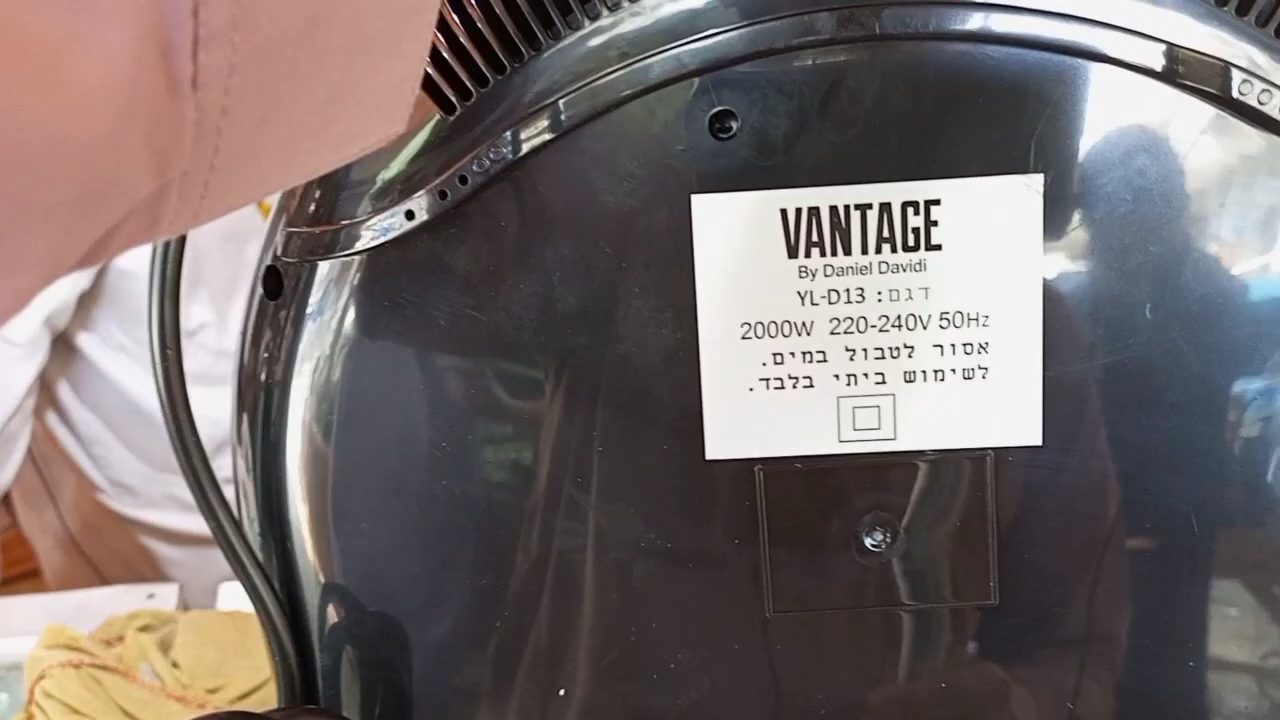 VANTAGE
By Daniel Davidi
דגם: YL-D13
2000W 220-240V 50Hz
אסור לטבול במים.
לשימוש ביתי בלבד.